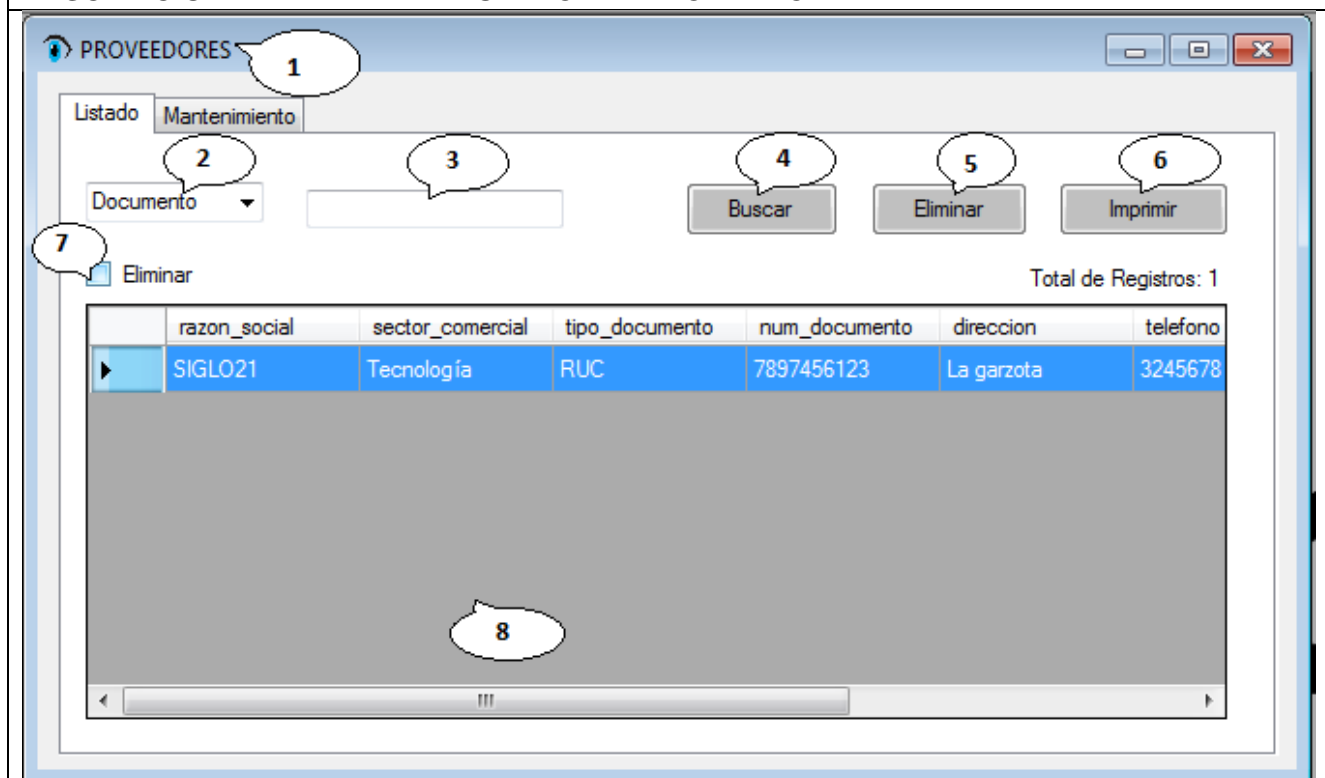 PROVEEDORES
1
Listado Mantenimiento
2 3 4 5 6
Documento Buscar Eliminar Imprimir
7
Eliminar Total de Registros: 1
razon_social sector_comercial tipo_documento num_documento direccion telefono
SIGLO21 Tecnología RUC 7897456123 La garzota 3245678
8